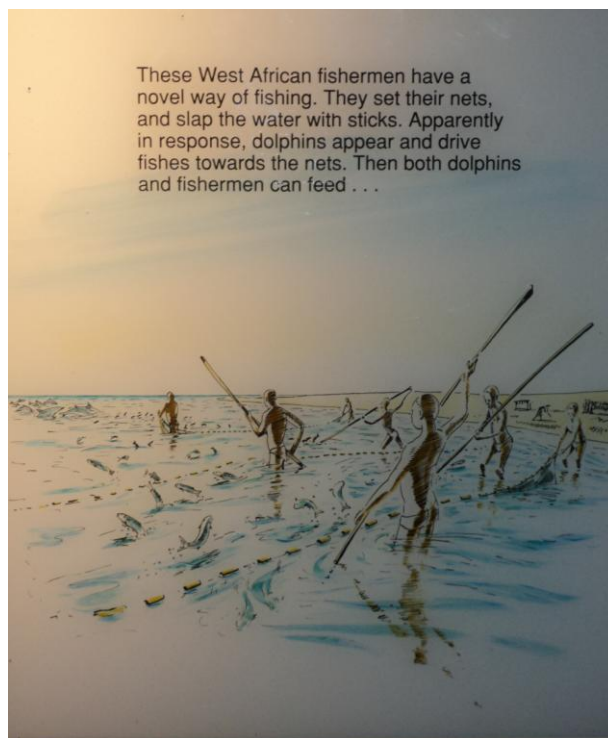 These West African fishermen have a
novel way of fishing. They set their nets,
and slap the water with sticks. Apparently
in response, dolphins appear and drive
fishes towards the nets. Then both dolphins
and fishermen can feed . . .